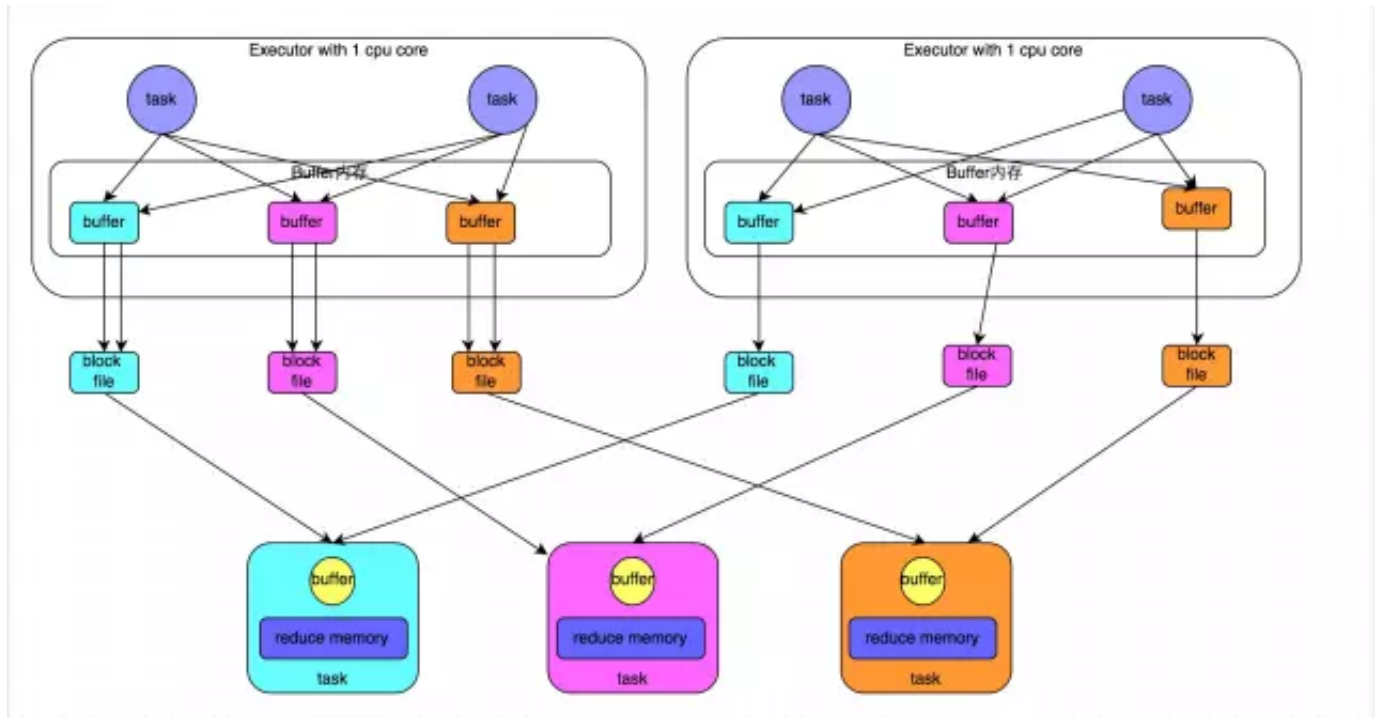 Executor with 1 cpu core
Executor with 1 cpu core
task
task
task
task
Buffer内存
Buffer内存
buffer
buffer
buffer
buffer
buffer
buffer
block
file
block
file
block
file
block
file
block
file
block
file
buffer
buffer
buffer
reduce memory
reduce memory
reduce memory
task
task
task